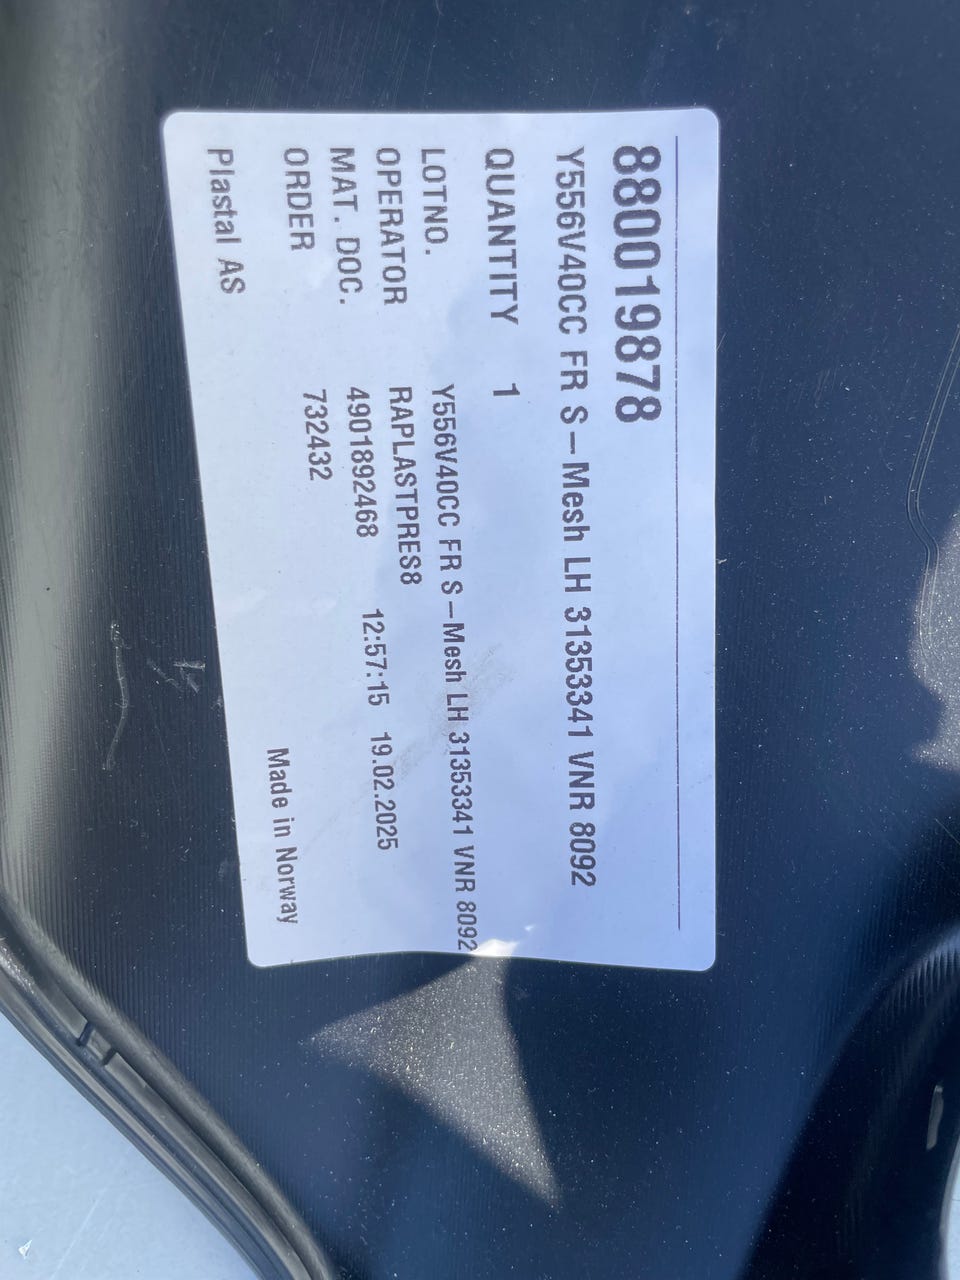 880019878
Y556V40CC FR S-Mesh LH 31353341 VNR 8092
QUANTITY 1
LOTNO. Y556V40CC FR S-Mesh LH 31353341 VNR 8092
OPERATOR RAPLASTPRES8
MAT. DOC. 4901892468 12:57:15 19.02.2025
ORDER 732432
Plastal AS Made in Norway